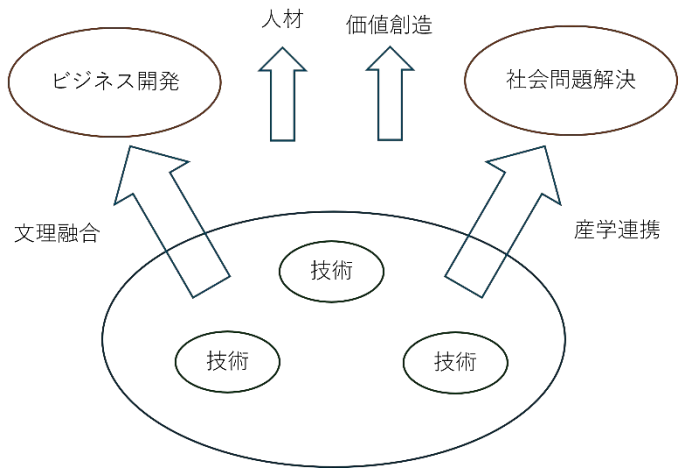 人材
価値創造
ビジネス開発
社会問題解決
文理融合
産学連携
技術
技術
技術